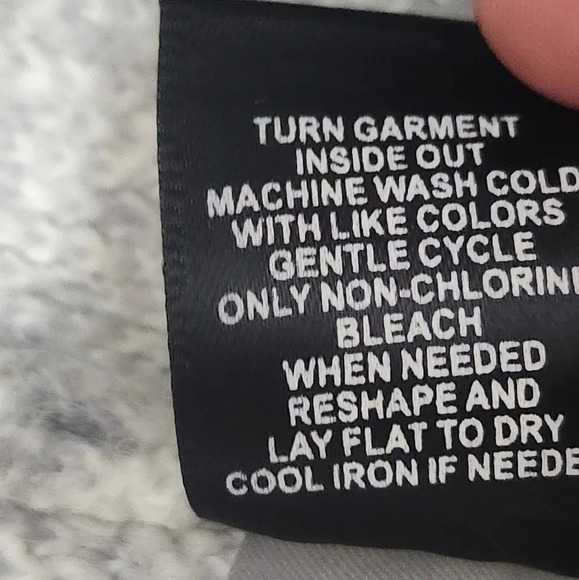 TURN GARMENT
INSIDE OUT
MACHINE WASH COLD
WITH LIKE COLORS
GENTLE CYCLE
ONLY NON-CHLORINE
BLEACH
WHEN NEEDED
RESHAPE AND
LAY FLAT TO DRY
COOL IRON IF NEEDE